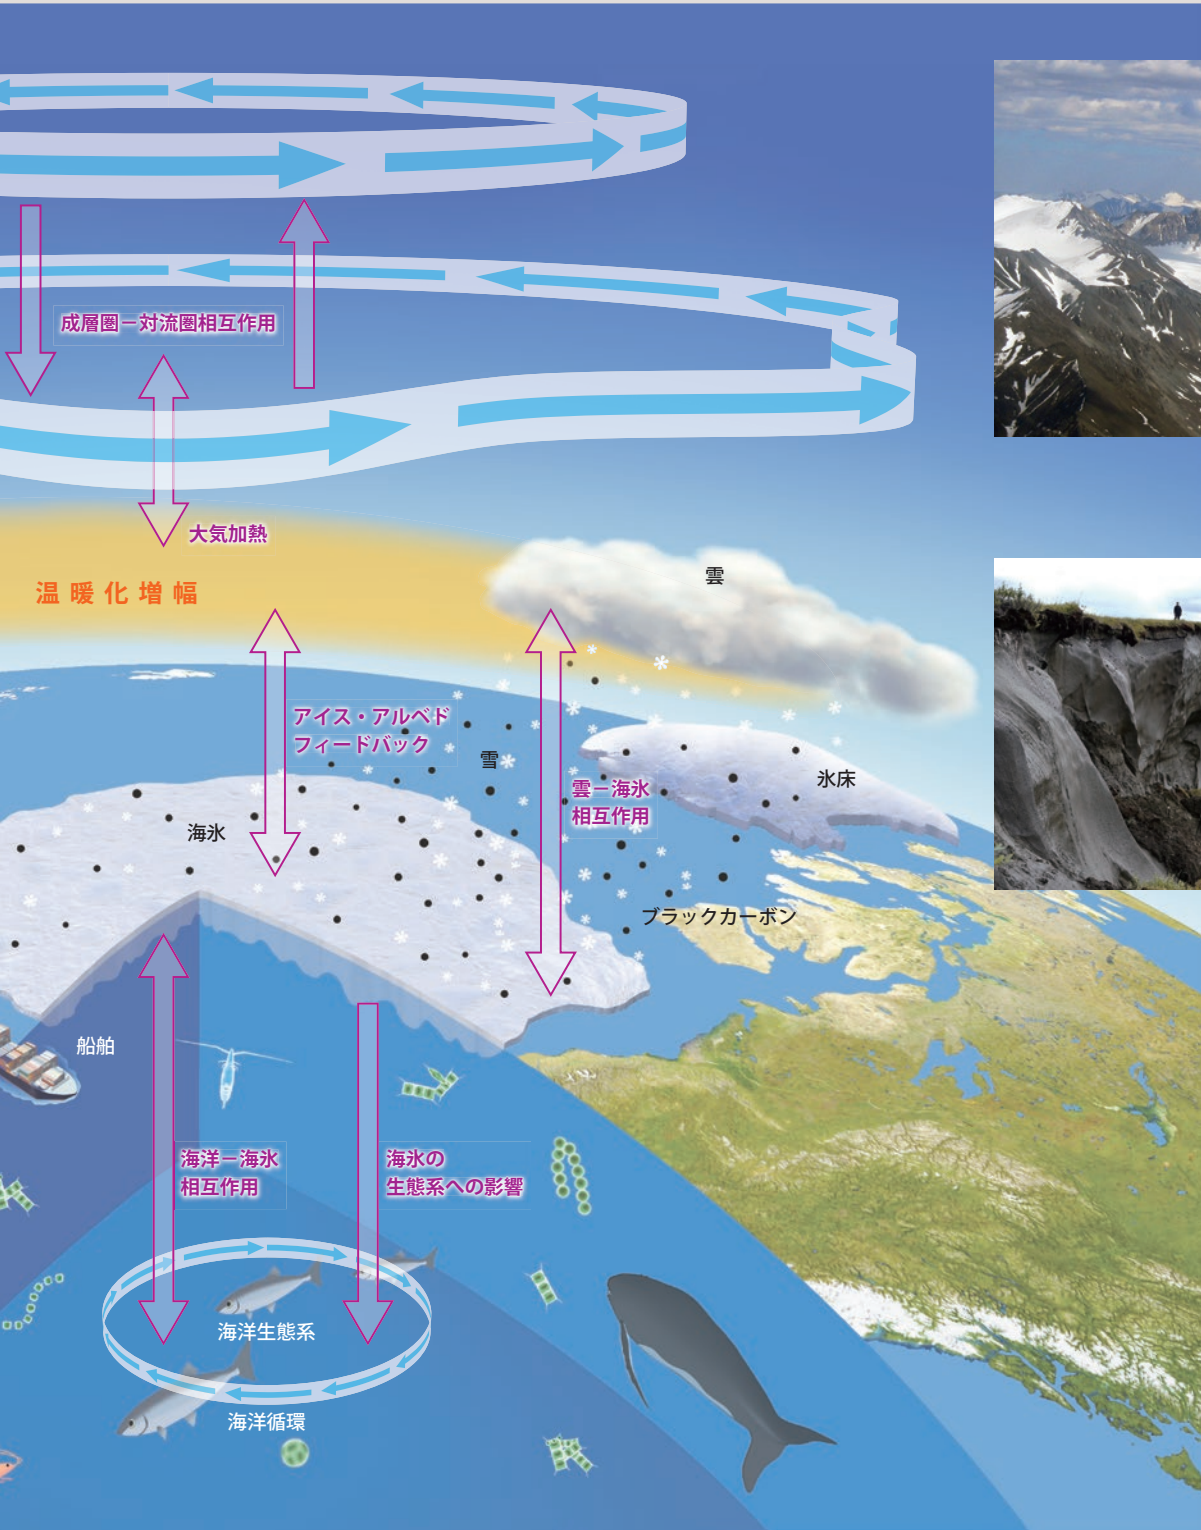 成層圏－対流圏相互作用
大気加熱
温暖化増幅
雲
アイス・アルベド
フィードバック
雪
氷床
雲－海氷
相互作用
海氷
ブラックカーボン
船舶
海洋－海氷
相互作用
海氷の
生態系への影響
海洋生態系
海洋循環